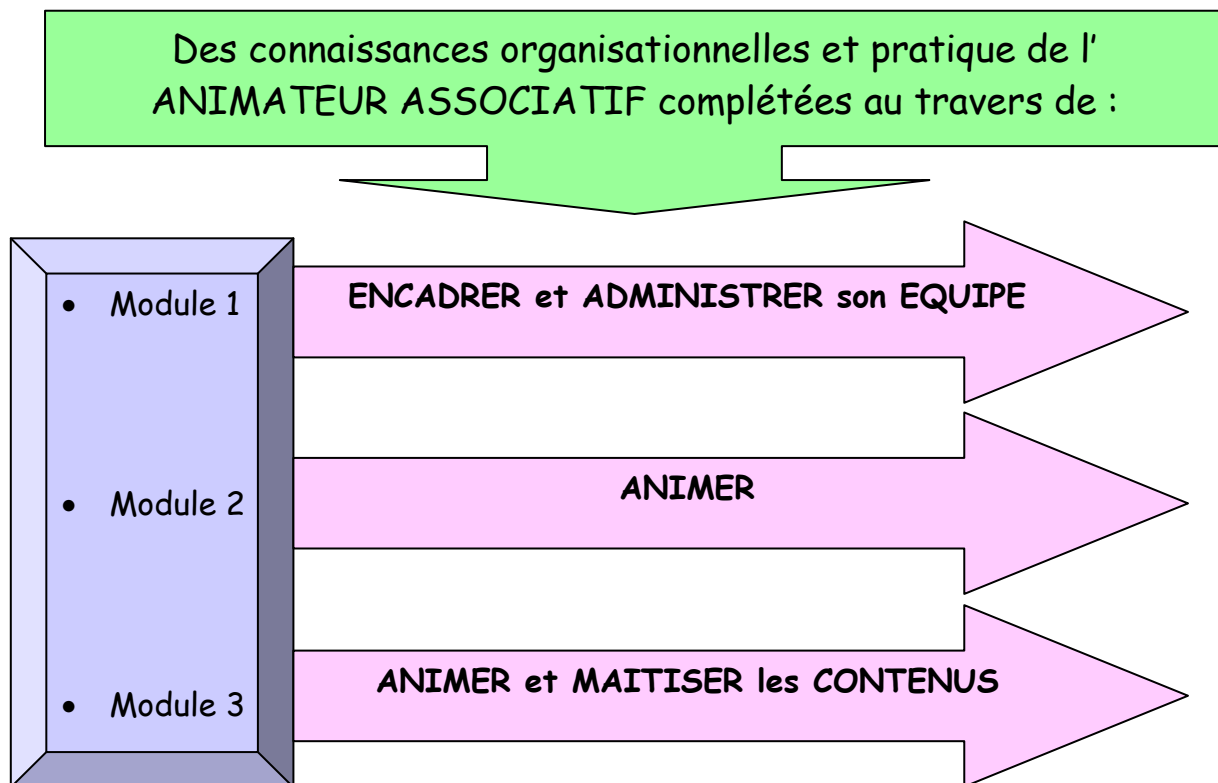 Des connaissances organisationnelles et pratique de l’
ANIMATEUR ASSOCIATIF complétées au travers de :
• Module 1
ENCADRER et ADMINISTRER son EQUIPE
• Module 2
ANIMER
• Module 3
ANIMER et MAITISER les CONTENUS